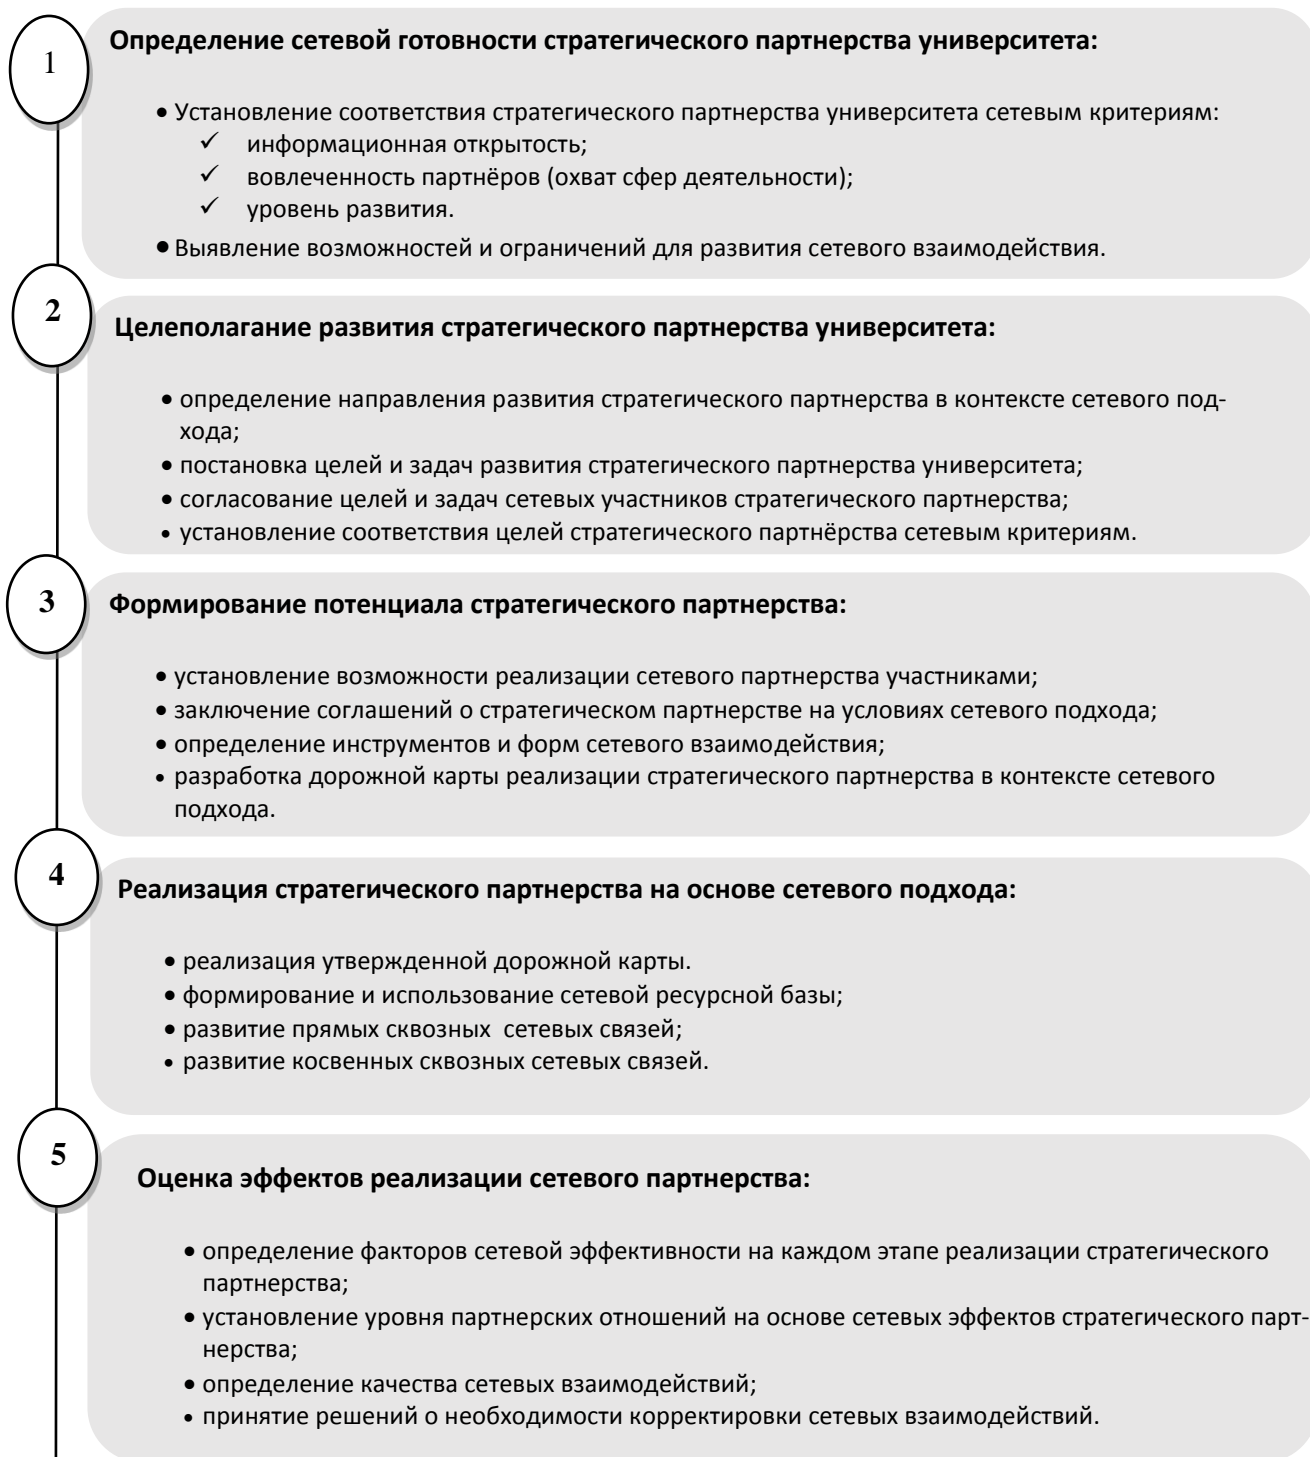 1
Определение сетевой готовности стратегического партнерства университета:
• Установление соответствия стратегического партнерства университета сетевым критериям:
✓ информационная открытость;
✓ вовлеченность партнёров (охват сфер деятельности);
✓ уровень развития.
• Выявление возможностей и ограничений для развития сетевого взаимодействия.
2
Целеполагание развития стратегического партнерства университета:
• определение направления развития стратегического партнерства в контексте сетевого под-
хода;
• постановка целей и задач развития стратегического партнерства университета;
• согласование целей и задач сетевых участников стратегического партнерства;
• установление соответствия целей стратегического партнёрства сетевым критериям.
3
Формирование потенциала стратегического партнерства:
• установление возможности реализации сетевого партнерства участниками;
• заключение соглашений о стратегическом партнерстве на условиях сетевого подхода;
• определение инструментов и форм сетевого взаимодействия;
• разработка дорожной карты реализации стратегического партнерства в контексте сетевого
подхода.
4
Реализация стратегического партнерства на основе сетевого подхода:
• реализация утвержденной дорожной карты.
• формирование и использование сетевой ресурсной базы;
• развитие прямых сквозных сетевых связей;
• развитие косвенных сквозных сетевых связей.
5
Оценка эффектов реализации сетевого партнерства:
• определение факторов сетевой эффективности на каждом этапе реализации стратегического
партнерства;
• установление уровня партнерских отношений на основе сетевых эффектов стратегического парт-
нерства;
• определение качества сетевых взаимодействий;
• принятие решений о необходимости корректировки сетевых взаимодействий.